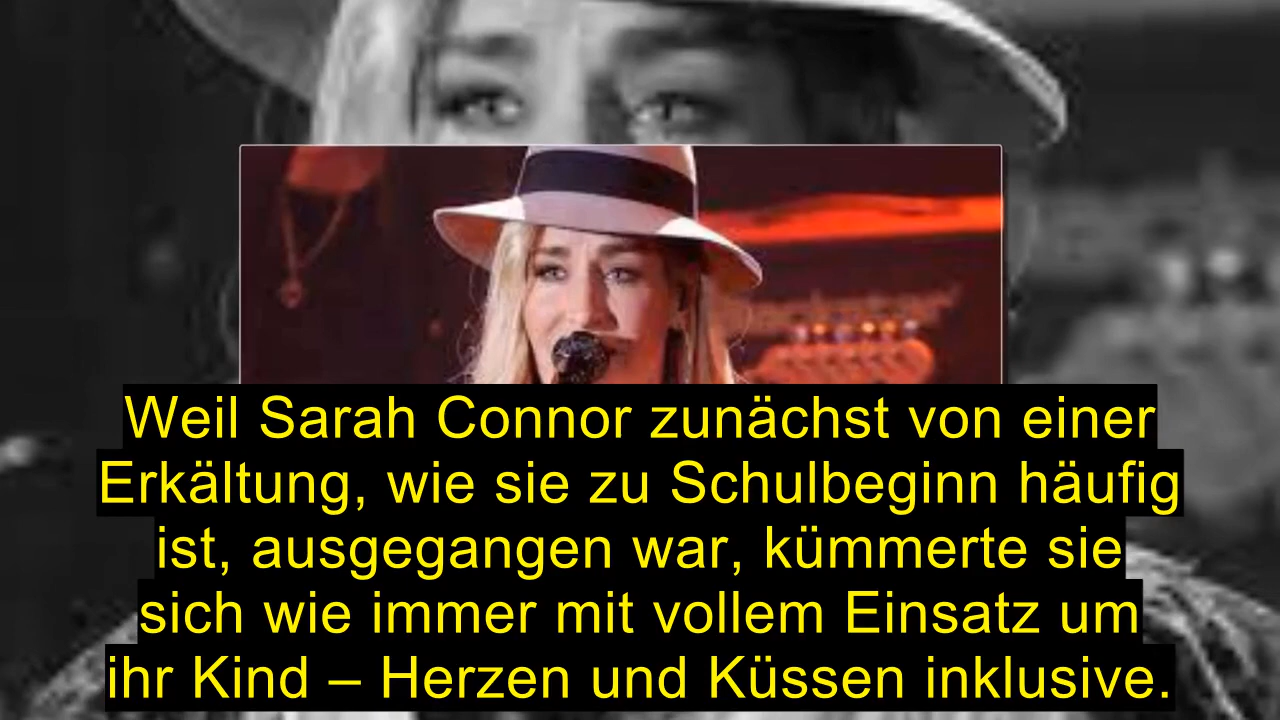 Weil Sarah Connor zunächst von einer
Erkältung, wie sie zu Schulbeginn häufig
ist, ausgegangen war, kümmerte sie
sich wie immer mit vollem Einsatz um
ihr Kind – Herzen und Küssen inklusive.